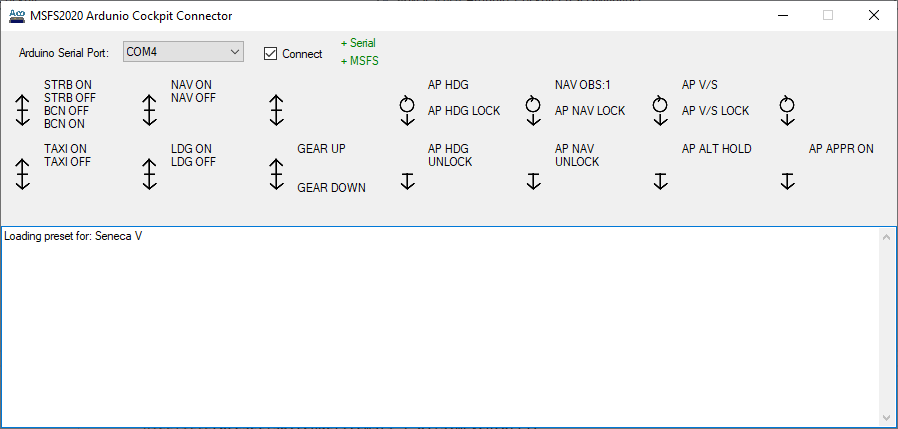 Aco MSFS2020 Ardunio Cockpit Connector
Arduino Serial Port: COM4 Connect
+ Serial
+ MSFS
STRB ON
STRB OFF
BCN OFF
BCN ON
NAV ON
NAV OFF
AP HDG
AP HDG LOCK
NAV OBS:1
AP NAV LOCK
AP V/S
AP V/S LOCK
TAXI ON
TAXI OFF
LDG ON
LDG OFF
GEAR UP
GEAR DOWN
AP HDG
UNLOCK
AP NAV
UNLOCK
AP ALT HOLD
AP APPR ON
Loading preset for: Seneca V